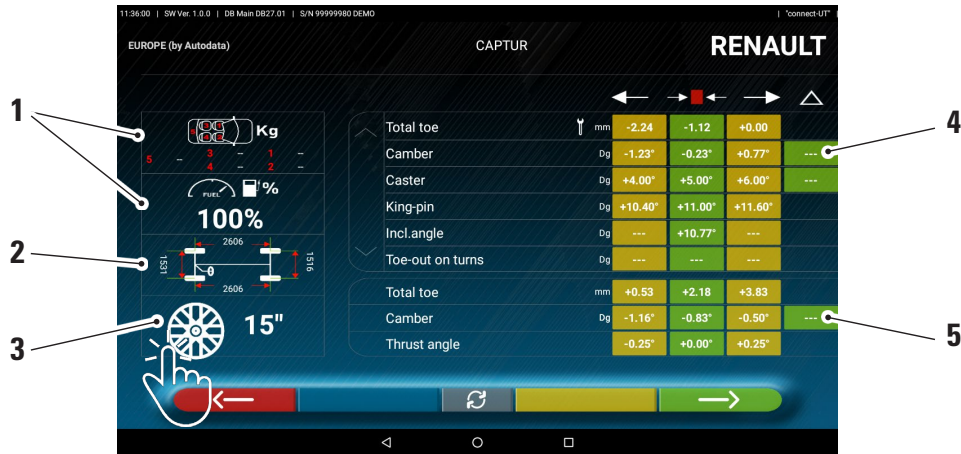 11:36:00 | SW Ver. 1.0.0 | DB Main DB27.01 | S/N 99999980 DEMO | "connect-UT" |
EUROPE (by Autodata) CAPTUR RENAULT
1
2
3
4
5
Kg
5 -- 3 -- 1 --
4 -- 2 --
FUEL %
100%
2606
1531 1516
0
2606
15"
Total toe mm -2.24 -1.12 +0.00
Camber Dg -1.23° -0.23° +0.77° ---
Caster Dg +4.00° +5.00° +6.00° ---
King-pin Dg +10.40° +11.00° +11.60°
Incl.angle Dg --- +10.77° ---
Toe-out on turns Dg --- --- ---
Total toe mm +0.53 +2.18 +3.83
Camber Dg -1.16° -0.83° -0.50° ---
Thrust angle -0.25° +0.00° +0.25°